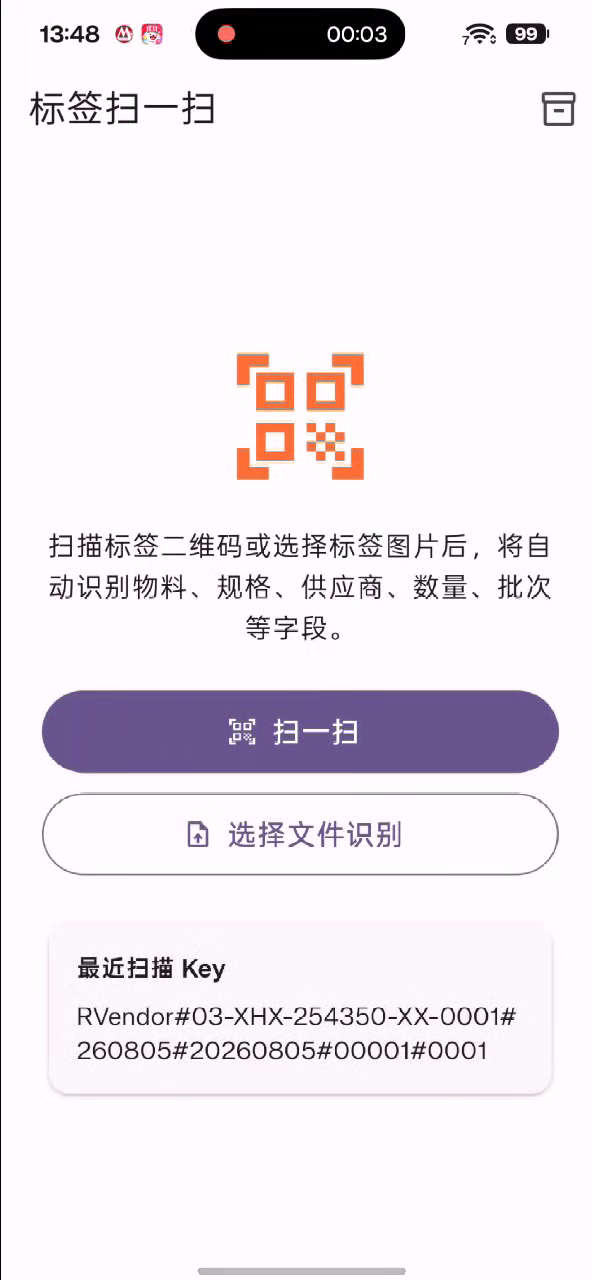 13:48
00:03
7
99
标签扫一扫
扫描标签二维码或选择标签图片后，将自
动识别物料、规格、供应商、数量、批次
等字段。
扫一扫
选择文件识别
最近扫描 Key
RVendor#03-XHX-254350-XX-0001#
260805#20260805#00001#0001